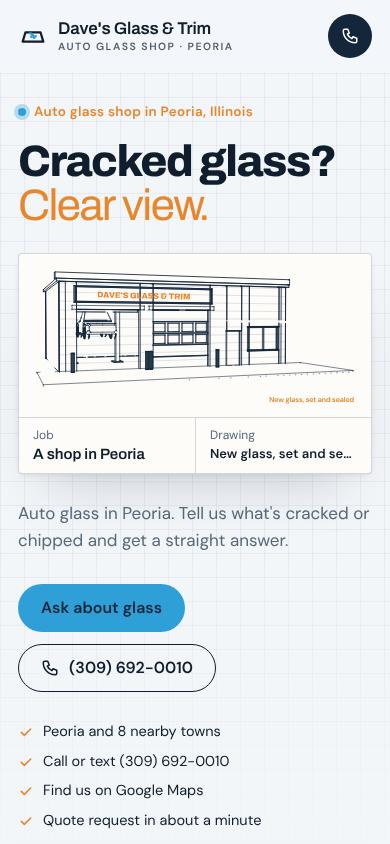 Dave's Glass & Trim
AUTO GLASS SHOP · PEORIA
Auto glass shop in Peoria, Illinois
Cracked glass?
Clear view.
DAVE'S GLASS & TRIM
New glass, set and sealed
Job
A shop in Peoria
Drawing
New glass, set and se...
Auto glass in Peoria. Tell us what's cracked or
chipped and get a straight answer.
Ask about glass
(309) 692-0010
Peoria and 8 nearby towns
Call or text (309) 692-0010
Find us on Google Maps
Quote request in about a minute